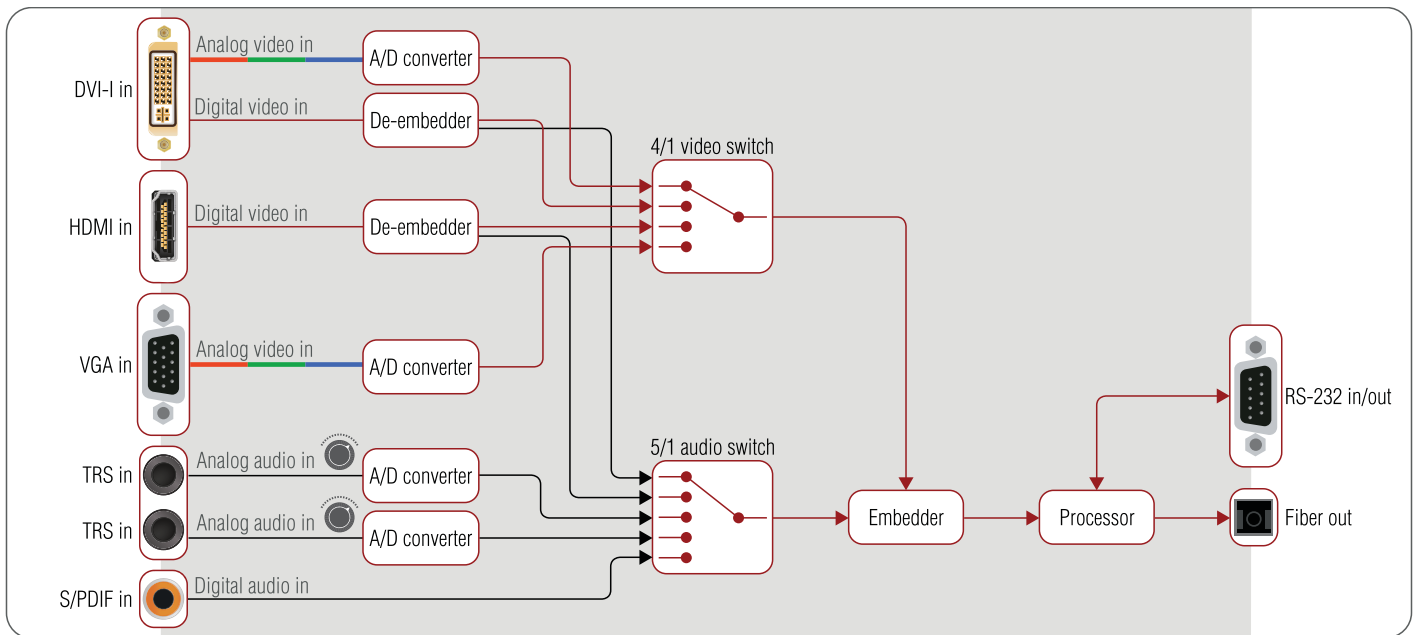 DVI-I in
Analog video in
A/D converter
Digital video in
De-embedder
4/1 video switch
HDMI in
Digital video in
De-embedder
VGA in
Analog video in
A/D converter
RS-232 in/out
5/1 audio switch
TRS in
Analog audio in
A/D converter
TRS in
Analog audio in
A/D converter
Embedder
Processor
Fiber out
S/PDIF in
Digital audio in